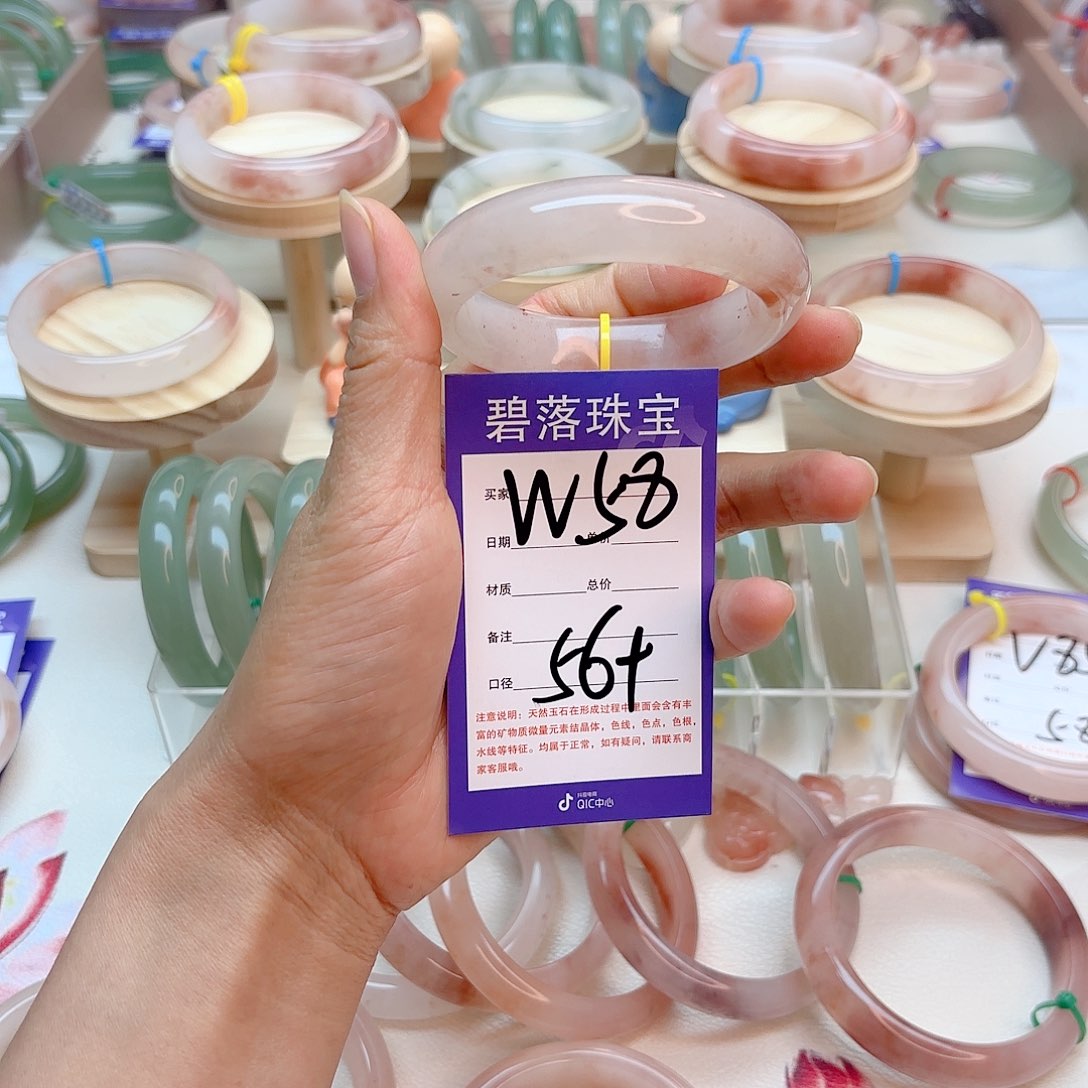 碧落珠宝
买家 W58
日期
材质 总价
备注
口径 56+
注意说明：天然玉石在形成过程中里面会含有丰
富的矿物质微量元素结晶体，色线，色点，色根，
水线等特征。均属于正常，如有疑问，请联系商
家客服哦。
抖音电商
QIC中心